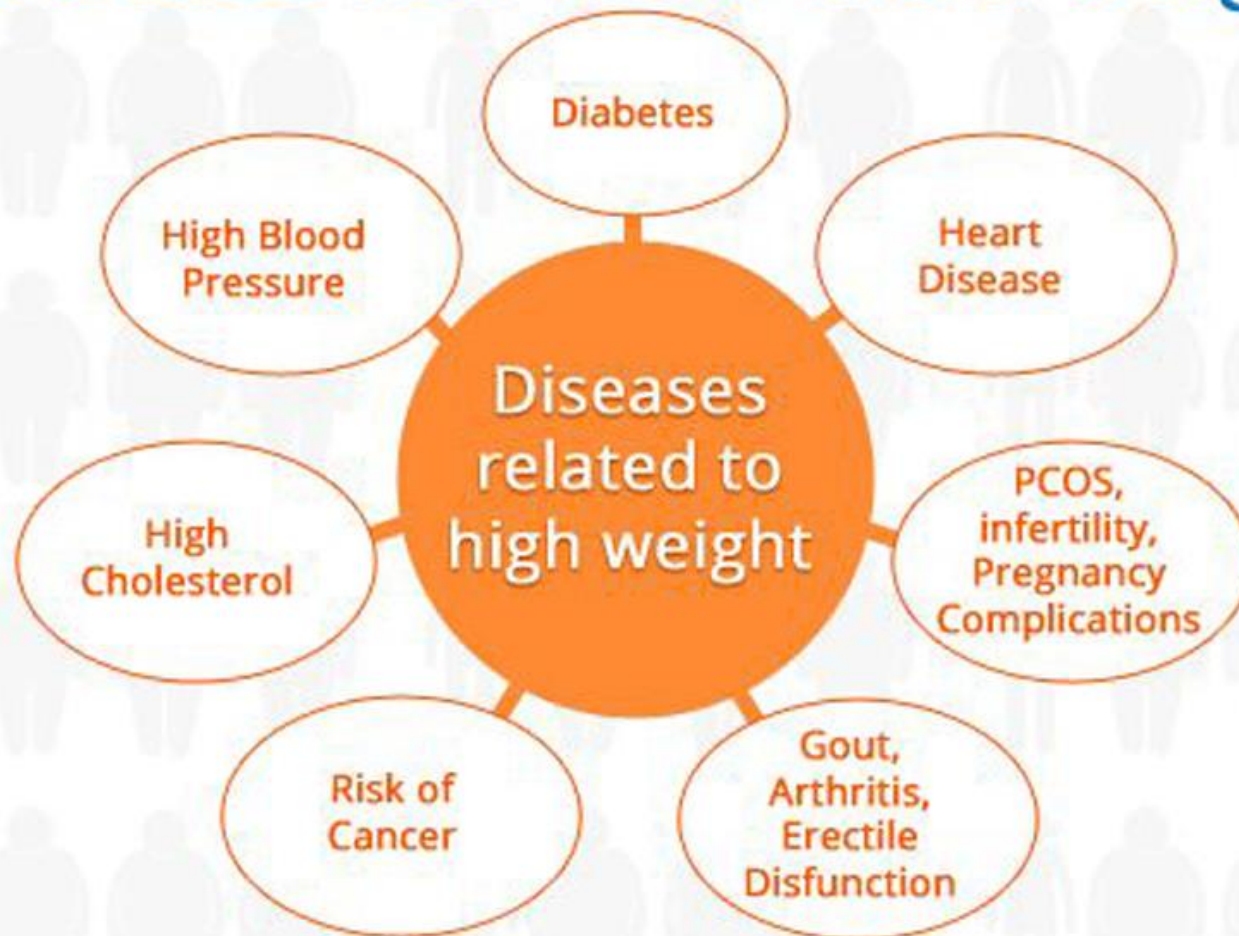 Diabetes
Heart
Disease
PCOS,
infertility,
Pregnancy
Complications
Gout,
Arthritis,
Erectile
Disfunction
Risk of
Cancer
High
Cholesterol
High Blood
Pressure
Diseases
related to
high weight